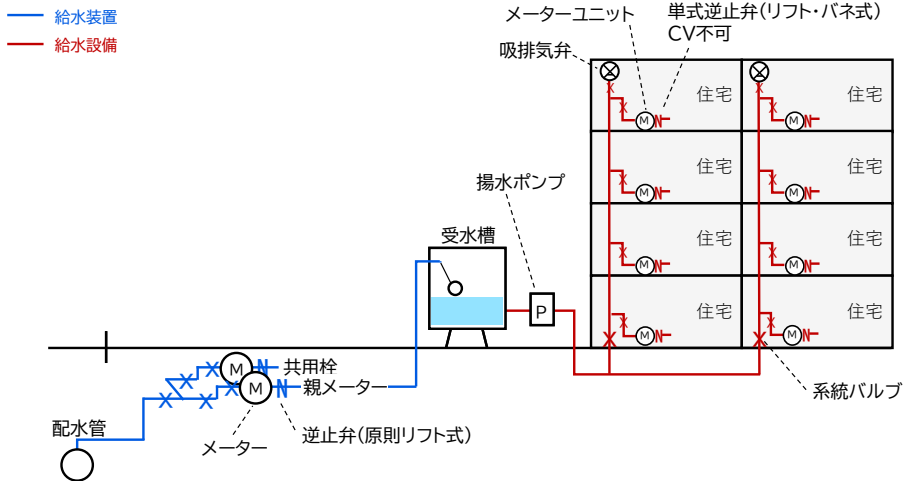 給水装置
給水設備
メーターユニット
単式逆止弁(リフト・バネ式)
CV不可
吸排気弁
住宅
住宅
M
M
住宅
住宅
M
M
揚水ポンプ
受水槽
住宅
住宅
M
M
P
住宅
住宅
M
M
共用栓
M
親メーター
M
系統バルブ
配水管
メーター
逆止弁(原則リフト式)